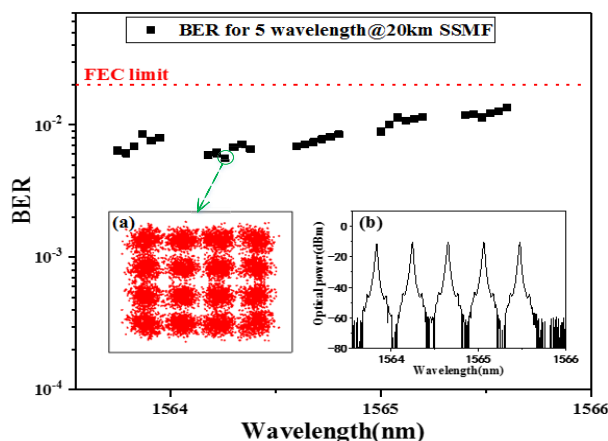 BER for 5 wavelength@20km SSMF
FEC limit
10⁻²
10⁻³
10⁻⁴
BER
(a)
(b)
0
−20
−40
−60
−80
Optical power(dBm)
1564
1565
1566
Wavelength(nm)
1564
1565
1566
Wavelength(nm)